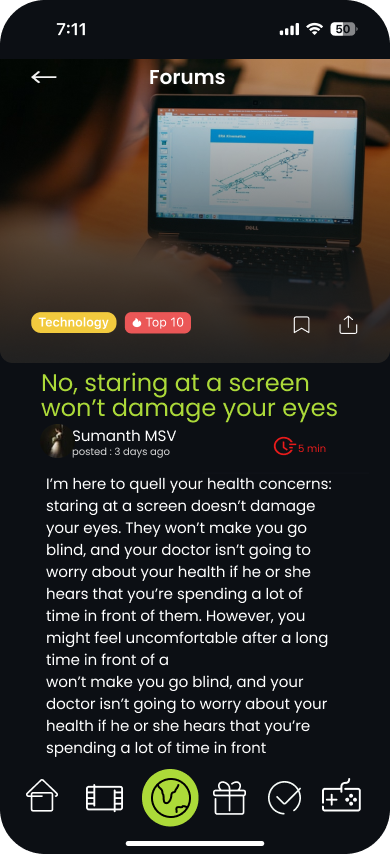 7:11
50
Forums
DELL
Technology
Top 10
No, staring at a screen
won’t damage your eyes
Sumanth MSV
posted : 3 days ago
5 min
I’m here to quell your health concerns:
staring at a screen doesn’t damage
your eyes. They won’t make you go
blind, and your doctor isn’t going to
worry about your health if he or she
hears that you’re spending a lot of
time in front of them. However, you
might feel uncomfortable after a long
time in front of a
won’t make you go blind, and your
doctor isn’t going to worry about your
health if he or she hears that you’re
spending a lot of time in front